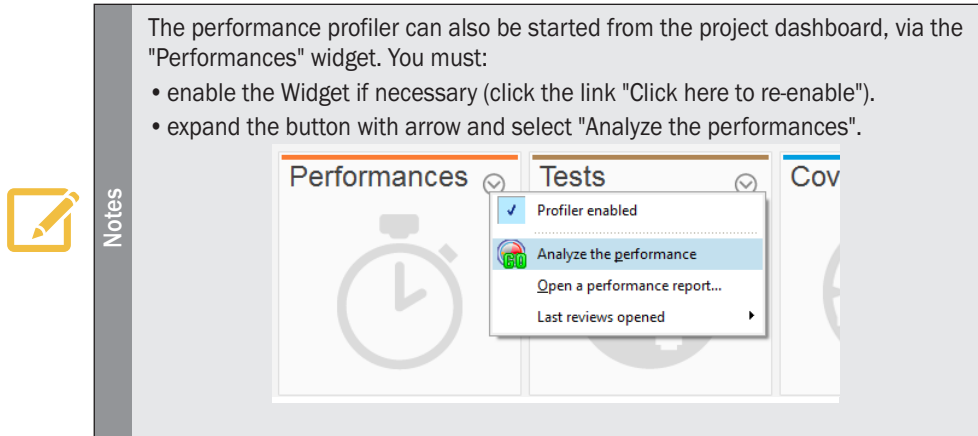 The performance profiler can also be started from the project dashboard, via the
"Performances" widget. You must:
• enable the Widget if necessary (click the link "Click here to re-enable").
• expand the button with arrow and select "Analyze the performances".
Notes
Performances
Tests
Cov
Profiler enabled
GO
Analyze the performance
Open a performance report...
Last reviews opened